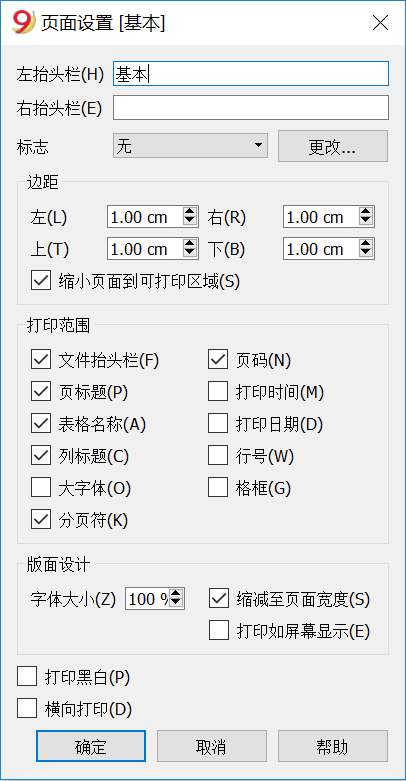 9 页面设置 [基本]
左抬头栏(H) 基本
右抬头栏(E)
标志 无 更改...
边距
左(L) 1.00 cm 右(R) 1.00 cm
上(T) 1.00 cm 下(B) 1.00 cm
缩小页面到可打印区域(S)
打印范围
文件抬头栏(F) 页码(N)
页标题(P) 打印时间(M)
表格名称(A) 打印日期(D)
列标题(C) 行号(W)
大字体(O) 格框(G)
分页符(K)
版面设计
字体大小(Z) 100 % 缩减至页面宽度(S)
打印如屏幕显示(E)
打印黑白(P)
横向打印(D)
确定 取消 帮助